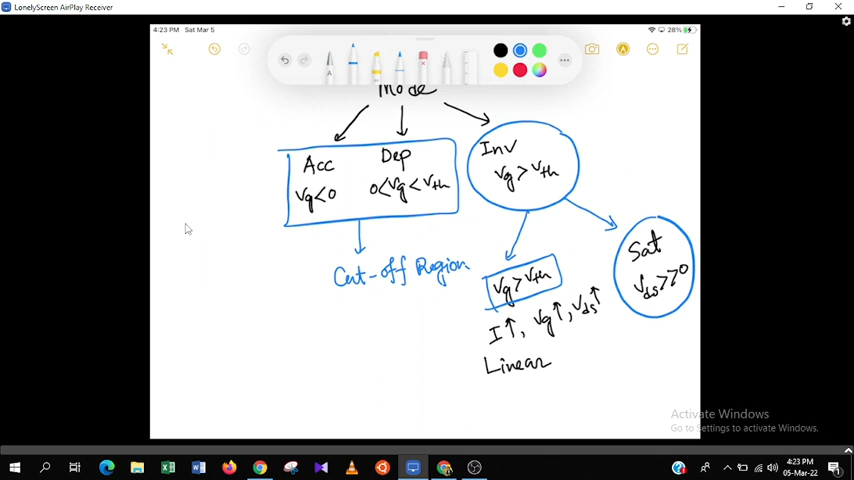 LonelyScreen AirPlay Receiver
4:23 PM Sat Mar 5
28%
A
Mode
Acc
Dep
Inv
Vg<0
0<Vg<Vth
Vg>Vth
Sat
Vds>>0
Cut-off Region
Vg>Vth
I↑, Vg↑, Vds↑
Linear
Activate Windows
Go to Settings to activate Windows.
4:23 PM
05-Mar-22